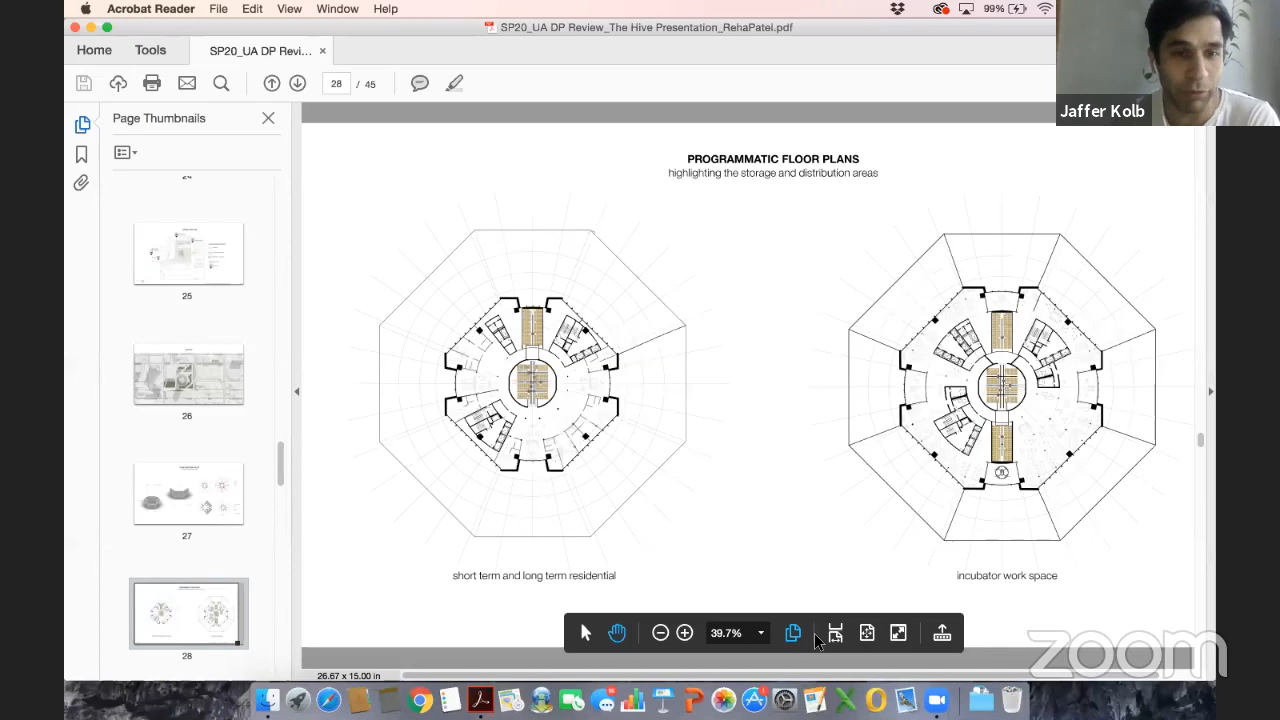 Acrobat Reader File Edit View Window Help 99%
SP20_UA DP Review_The Hive Presentation_RehaPatel.pdf
Home Tools SP20_UA DP Revi... ×
28 / 45
Jaffer Kolb
Page Thumbnails
24
25
26
27
28
PROGRAMMATIC FLOOR PLANS
highlighting the storage and distribution areas
short term and long term residential
incubator work space
39.7%
26.67 x 15.00 in
zoom